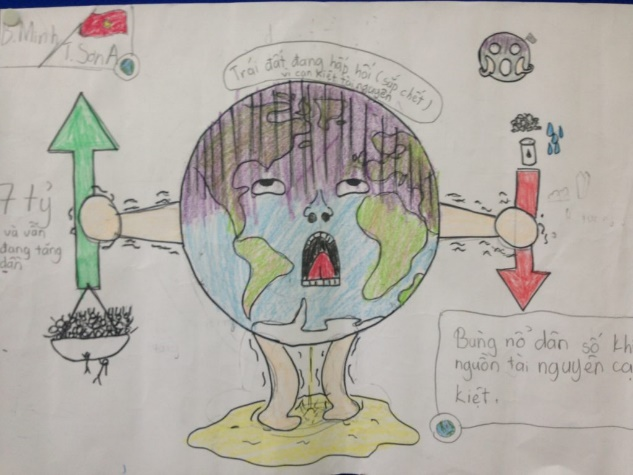 B. Minh
T. Sơn A
Trái đất đang hấp hối (sắp chết)
vì cạn kiệt tài nguyên
7 tỷ
và vẫn
đang tăng
dần
Bùng nổ dân số kh
nguồn tài nguyên cạ
kiệt.